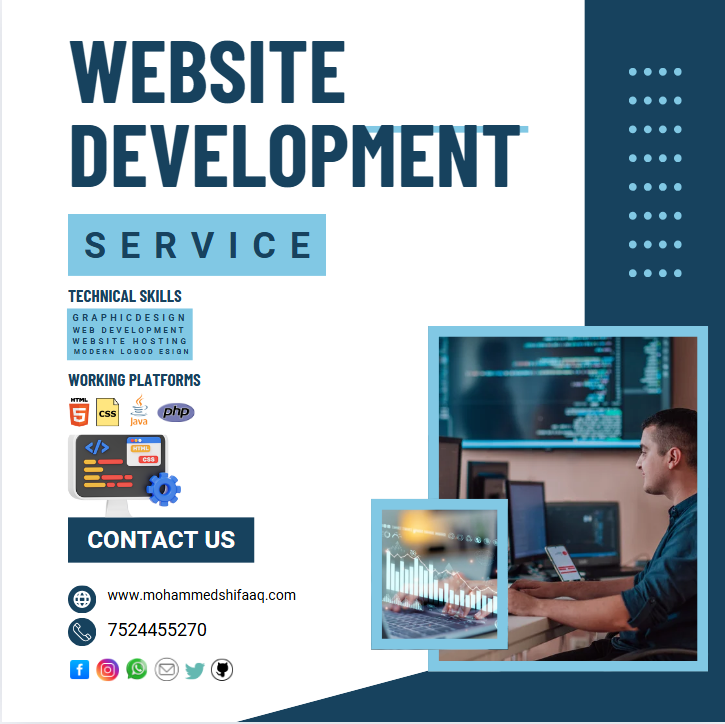 WEBSITE
DEVELOPMENT
SERVICE
TECHNICAL SKILLS
GRAPHICDESIGN
WEB DEVELOPMENT
WEBSITE HOSTING
MODERN LOGOD ESIGN
WORKING PLATFORMS
HTML
5
CSS
Java
php
</>
HTML
CSS
CONTACT US
www.mohammedshifaaq.com
7524455270